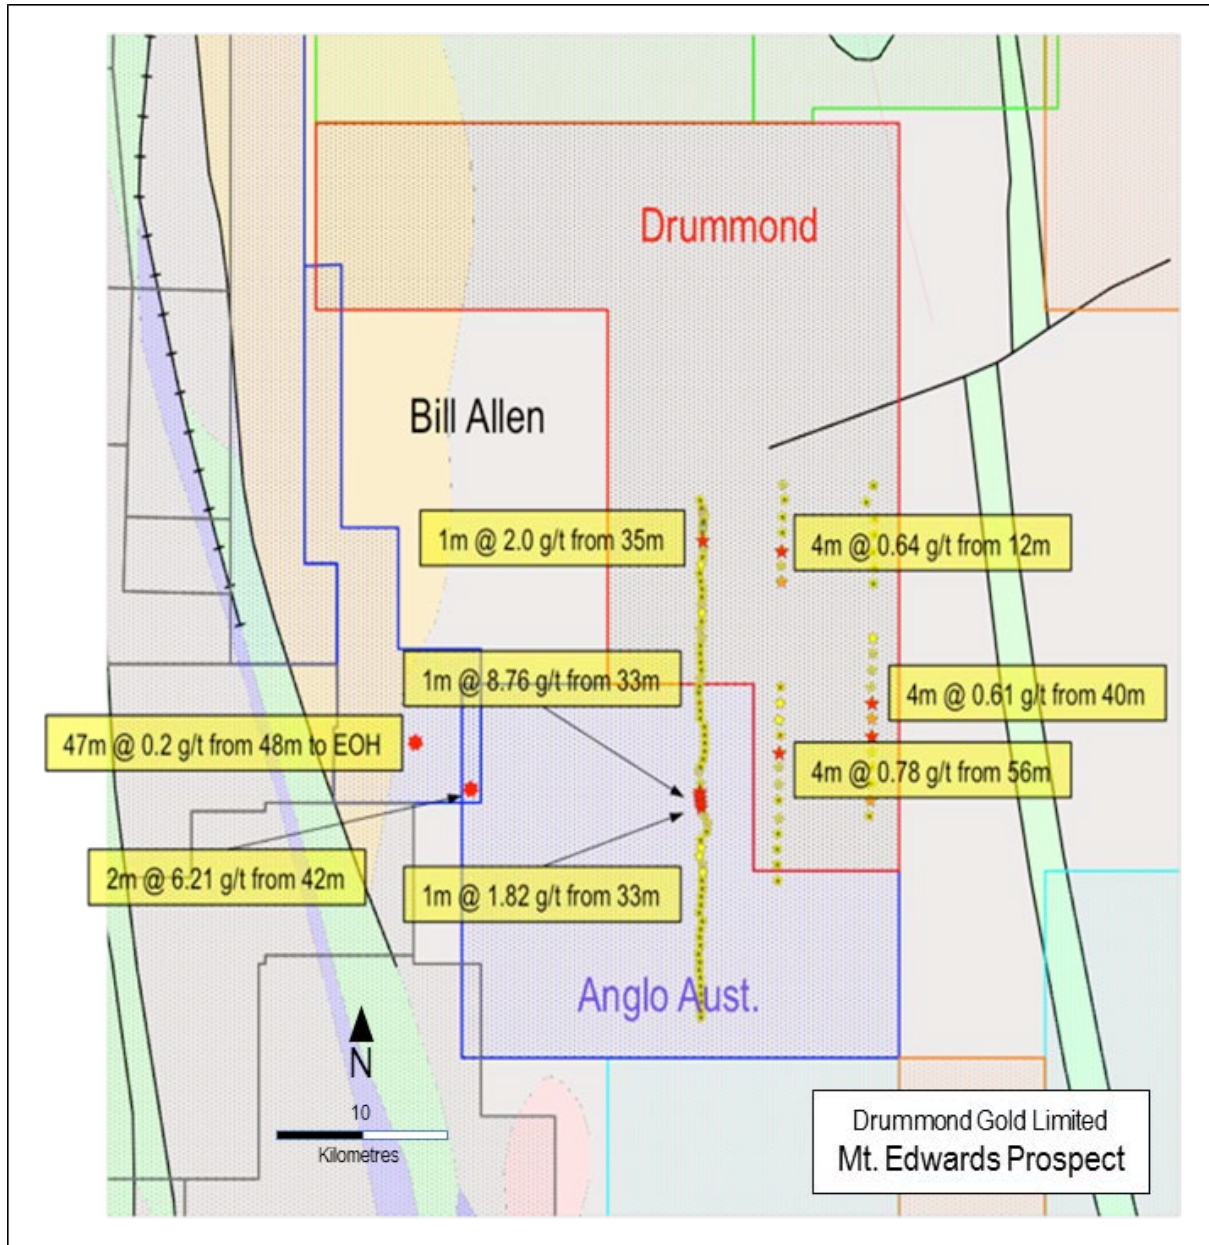 Drummond
Bill Allen
1m @ 2.0 g/t from 35m
4m @ 0.64 g/t from 12m
1m @ 8.76 g/t from 33m
4m @ 0.61 g/t from 40m
47m @ 0.2 g/t from 48m to EOH
4m @ 0.78 g/t from 56m
2m @ 6.21 g/t from 42m
1m @ 1.82 g/t from 33m
Anglo Aust.
N
10
Kilometres
Drummond Gold Limited
Mt. Edwards Prospect